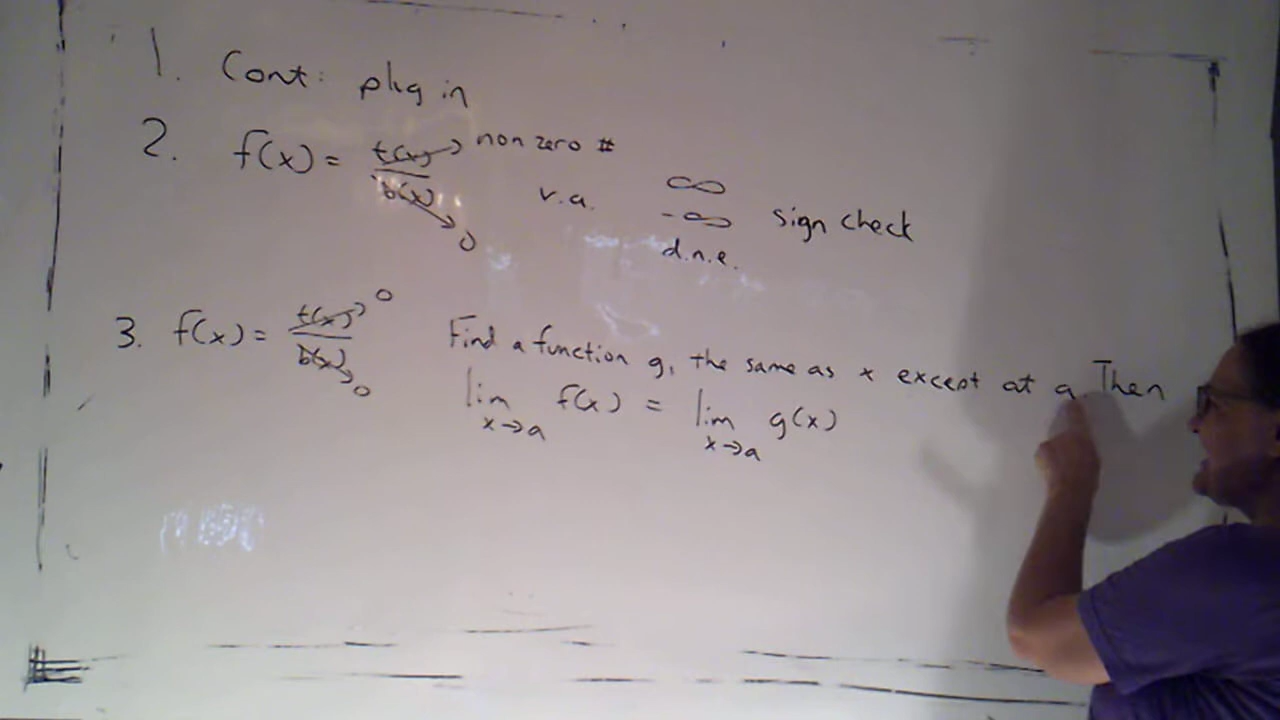 1. Cont: plug in
2. f(x) = t(x)/b(x) → non zero # → 0 v.a. ∞ -∞ d.n.e. sign check
3. f(x) = t(x)/b(x) → 0 → 0 Find a function g, the same as x except at a. Then
lim x→a f(x) = lim x→a g(x)